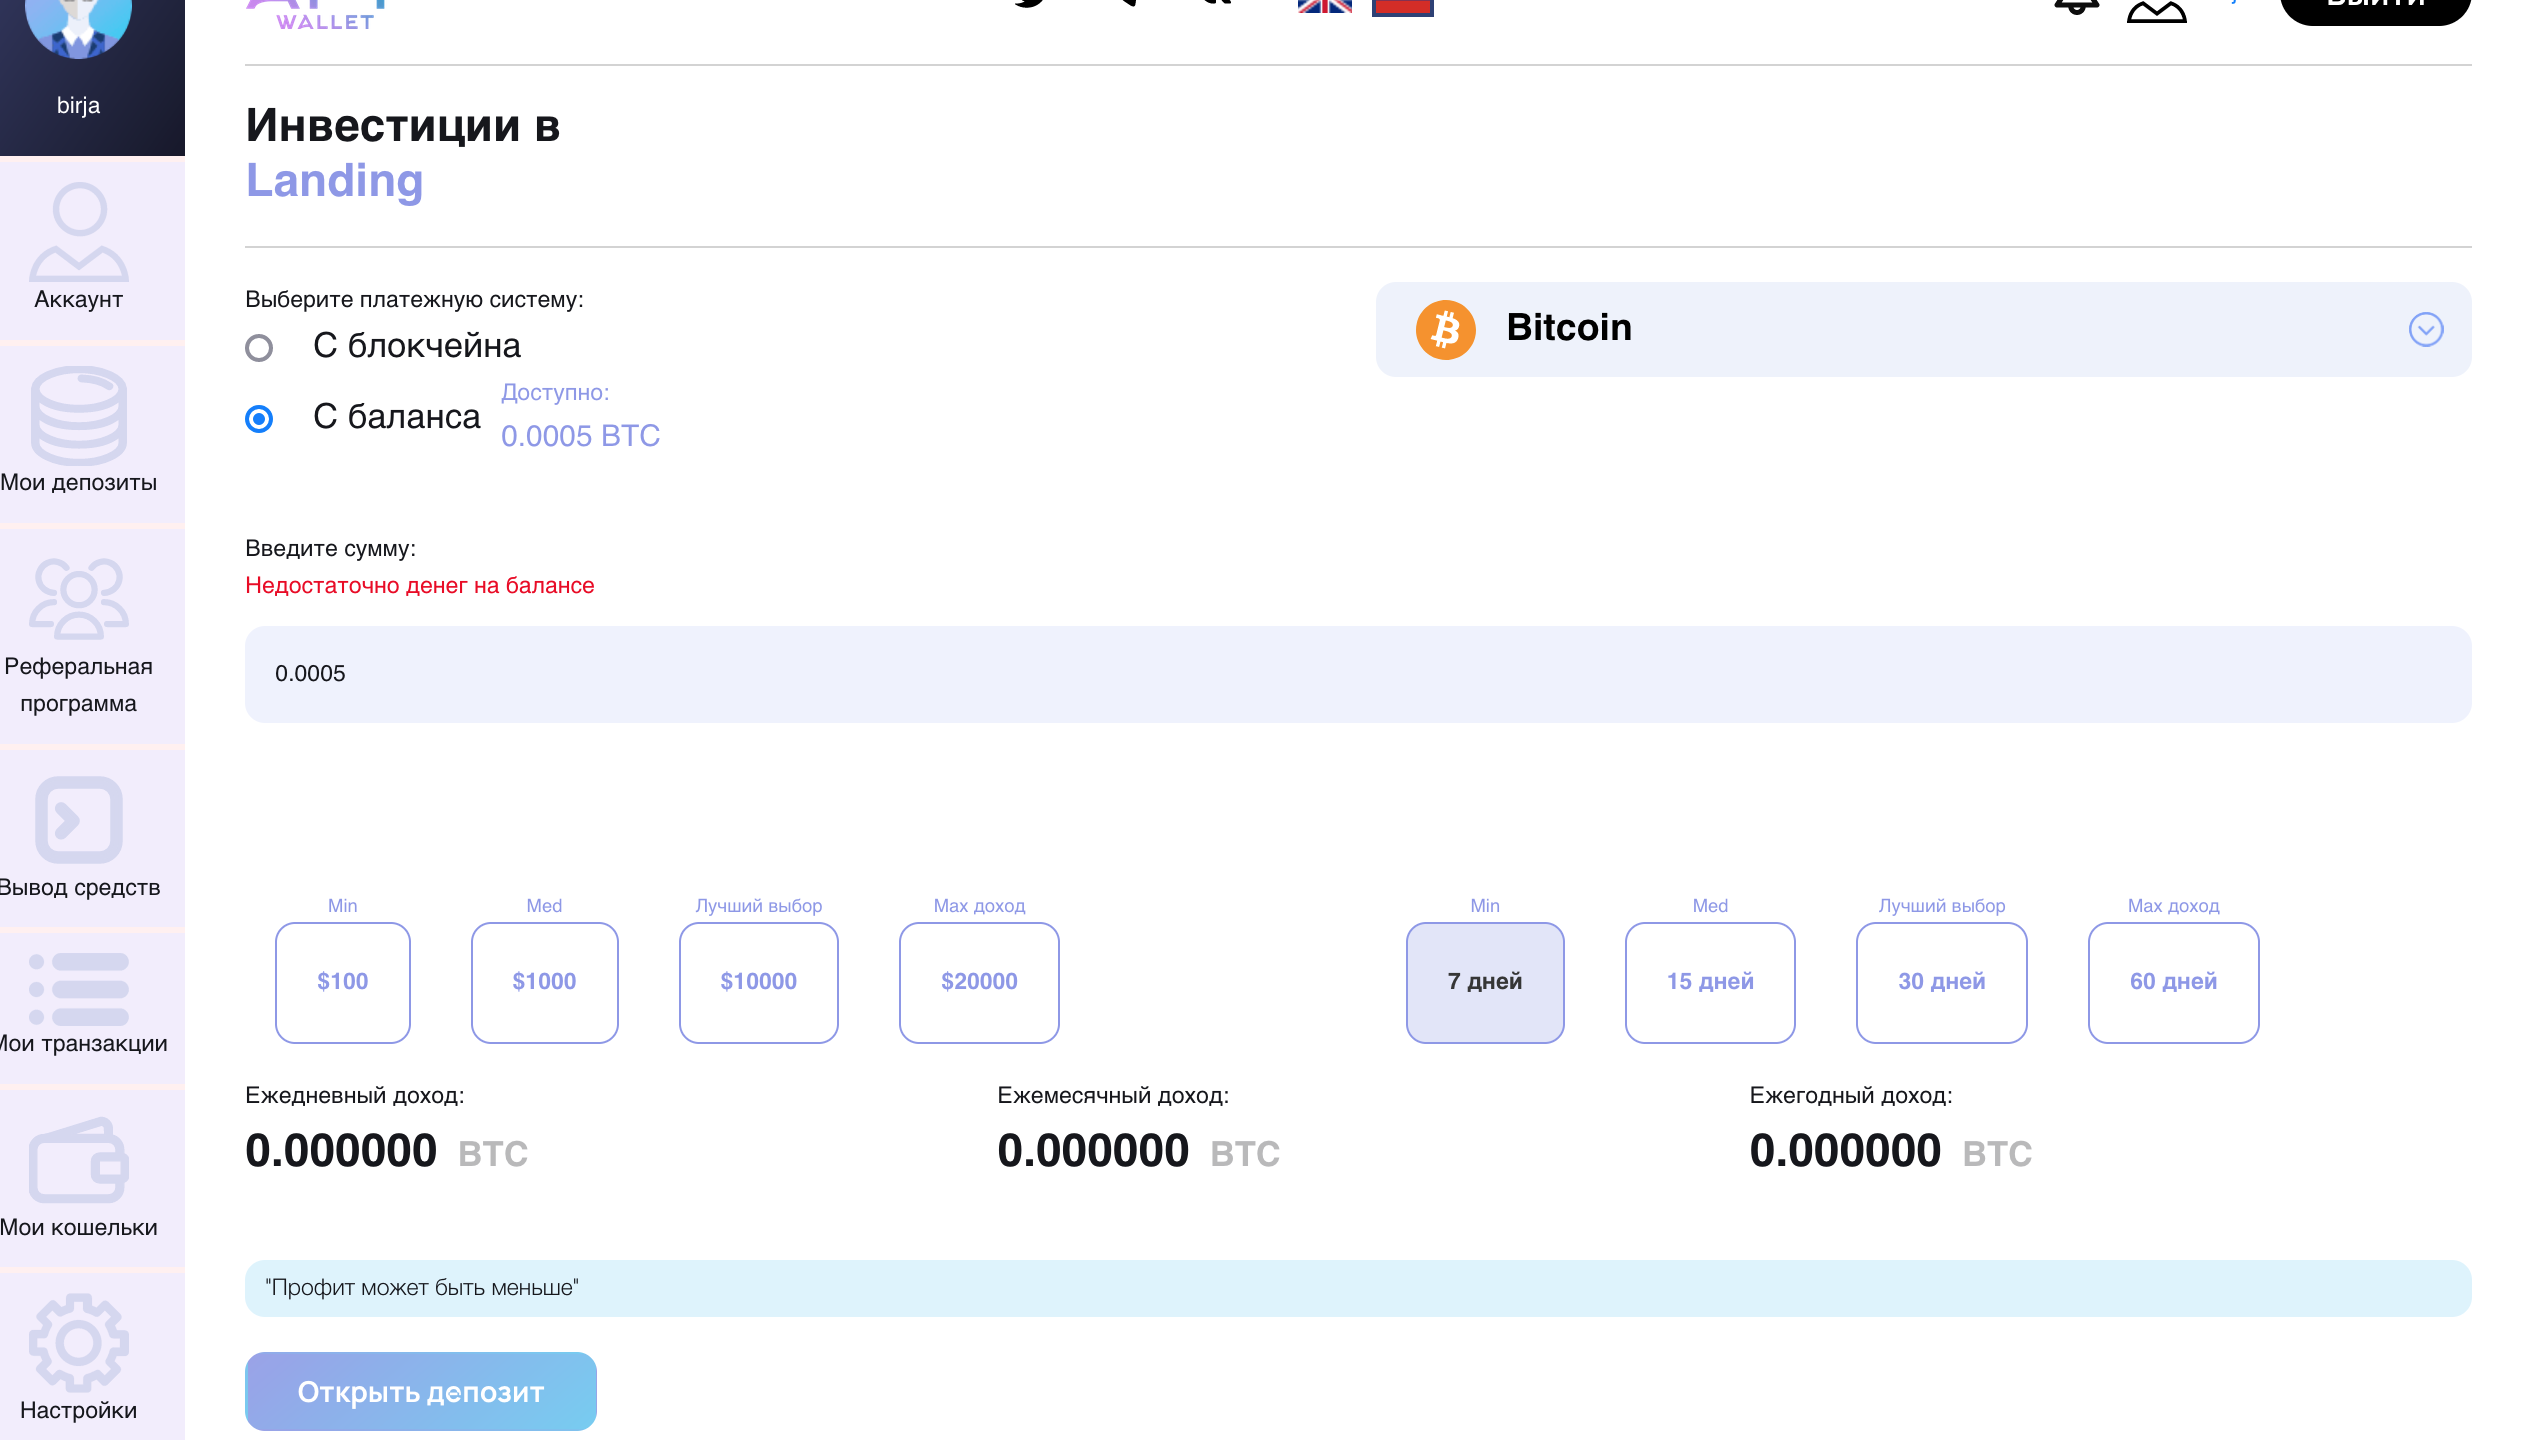 WALLET
birja
Инвестиции в
Landing
Аккаунт
Выберите платежную систему:
С блокчейна
С баланса
Доступно:
0.0005 BTC
Bitcoin
Мои депозиты
Введите сумму:
Недостаточно денег на балансе
0.0005
Реферальная
программа
Вывод средств
Min
Med
Лучший выбор
Max доход
$100
$1000
$10000
$20000
Min
Med
Лучший выбор
Max доход
7 дней
15 дней
30 дней
60 дней
Мои транзакции
Ежедневный доход:
0.000000 BTC
Ежемесячный доход:
0.000000 BTC
Ежегодный доход:
0.000000 BTC
Мои кошельки
"Профит может быть меньше"
Открыть депозит
Настройки